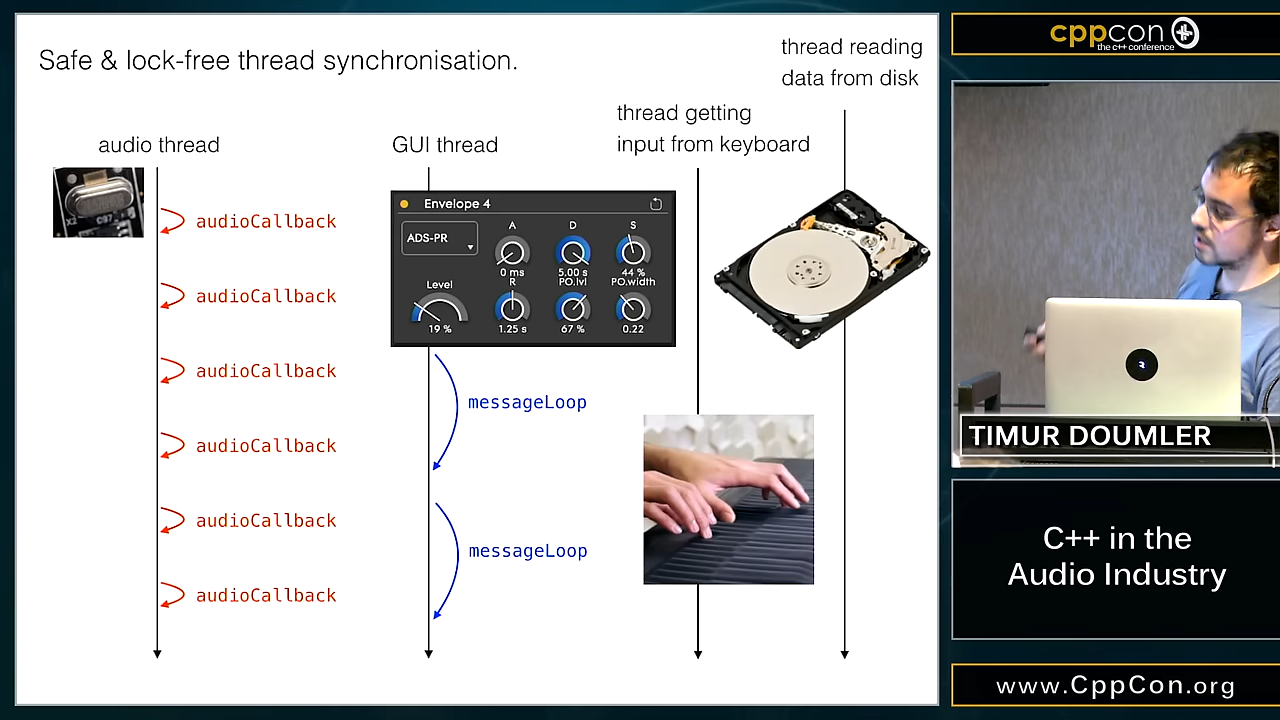 Safe & lock-free thread synchronisation.
thread reading
data from disk
thread getting
input from keyboard
audio thread
GUI thread
X2
C97
audioCallback
audioCallback
audioCallback
audioCallback
audioCallback
audioCallback
Envelope 4
ADS-PR
A
D
S
0 ms
5.00 s
44 %
Level
R
PO.lvl
PO.width
19 %
1.25 s
67 %
0.22
messageLoop
messageLoop
cppcon
the c++ conference
TIMUR DOUMLER
C++ in the
Audio Industry
www.CppCon.org